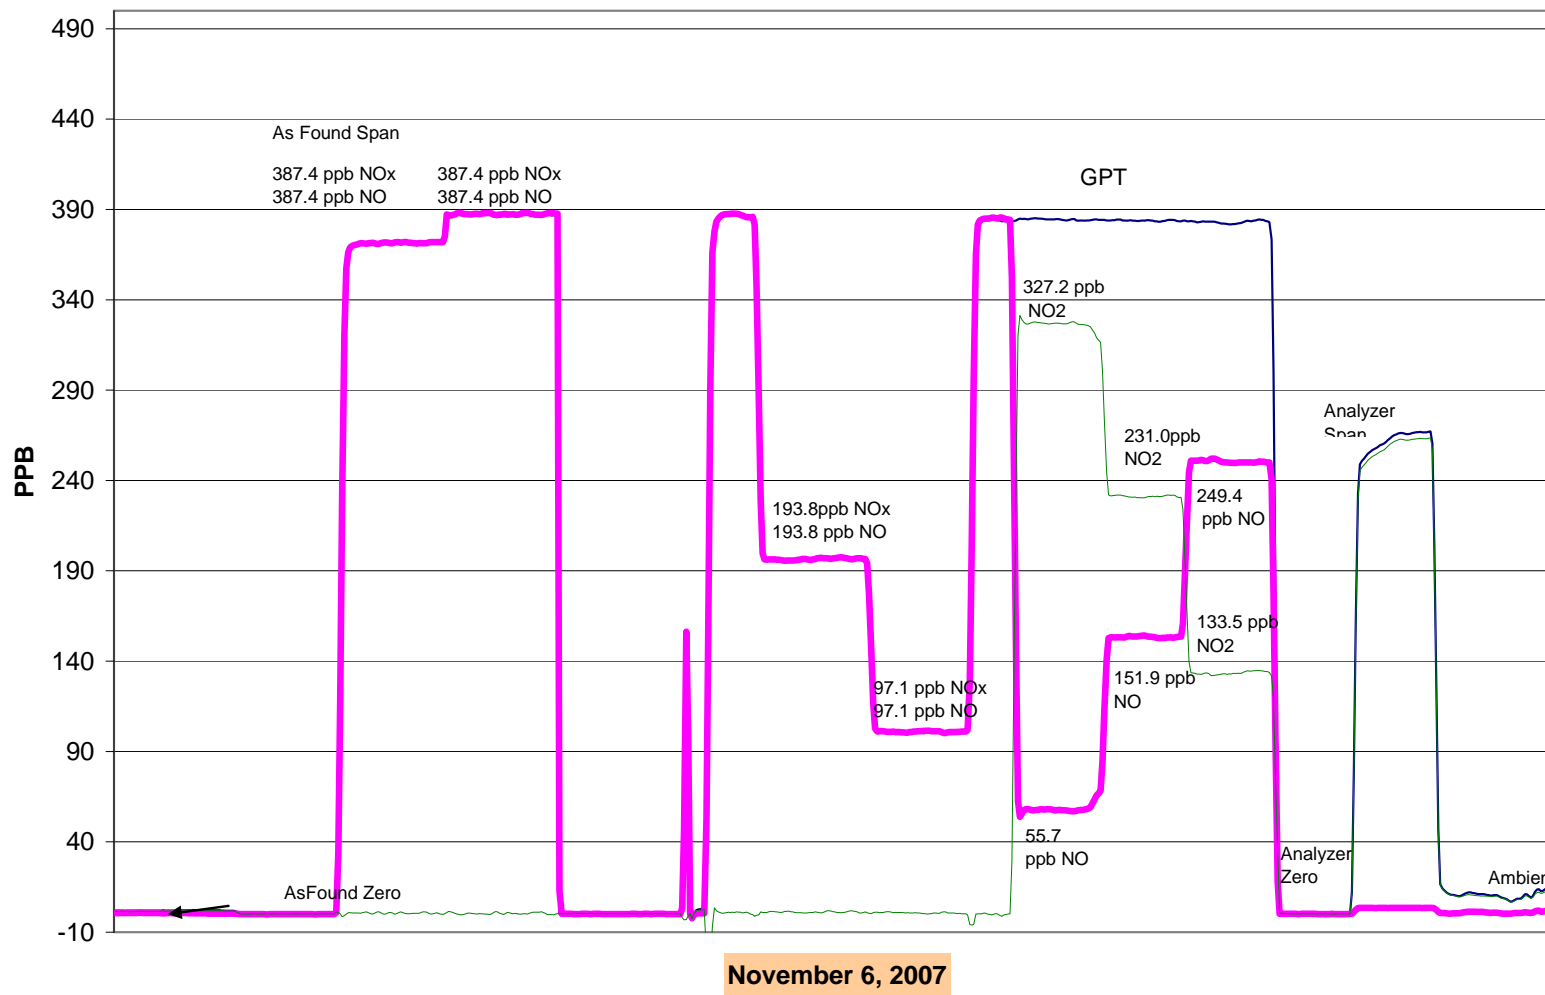 490
440
390
340
290
240
190
140
90
40
-10
PPB
As Found Span
387.4 ppb NOx
387.4 ppb NO
387.4 ppb NOx
387.4 ppb NO
GPT
327.2 ppb
NO2
Analyzer
Span
231.0ppb
NO2
249.4
ppb NO
193.8ppb NOx
193.8 ppb NO
133.5 ppb
NO2
151.9 ppb
NO
97.1 ppb NOx
97.1 ppb NO
55.7
ppb NO
Analyzer
Zero
AsFound Zero
Ambier
November 6, 2007